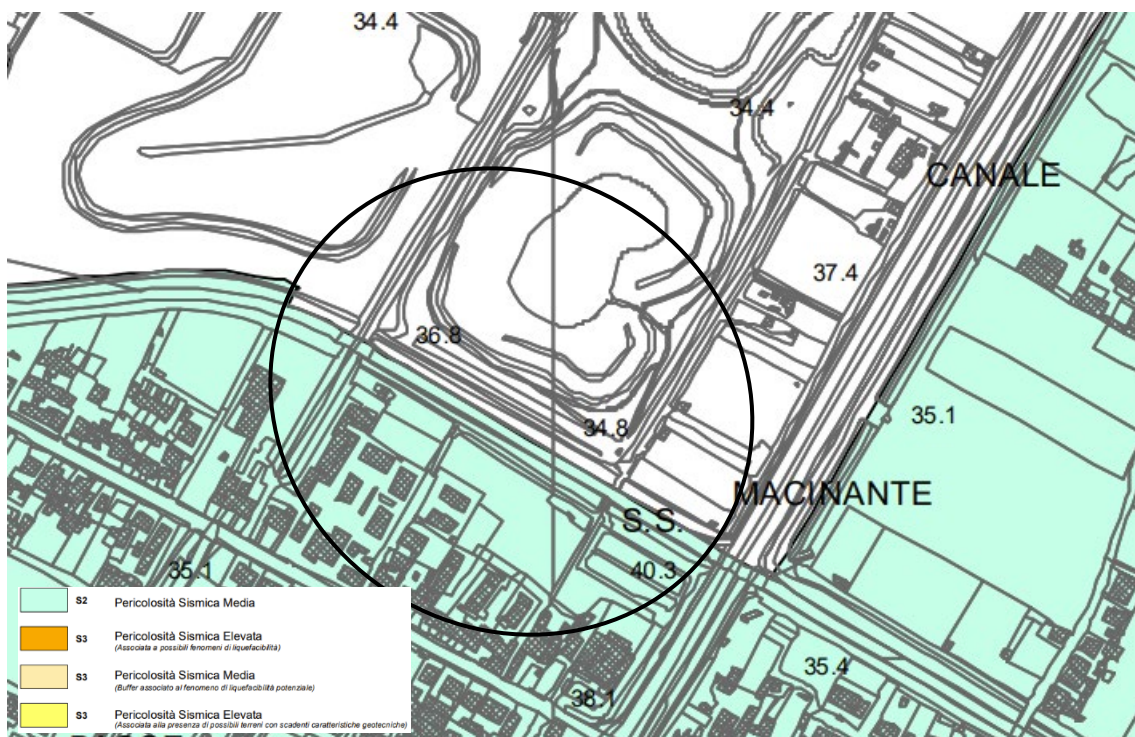 34.4
34.4
CANALE
37.4
36.8
35.1
34.8
MACINANTE
S.S.
40.3
35.1
35.4
38.1
S2 Pericolosità Sismica Media
S3 Pericolosità Sismica Elevata
(Associata a possibili fenomeni di liquefacibilità)
S3 Pericolosità Sismica Media
(Buffer associato al fenomeno di liquefacibilità potenziale)
S3 Pericolosità Sismica Elevata
(Associata alla presenza di possibili terreni con scadenti caratteristiche geotecniche)